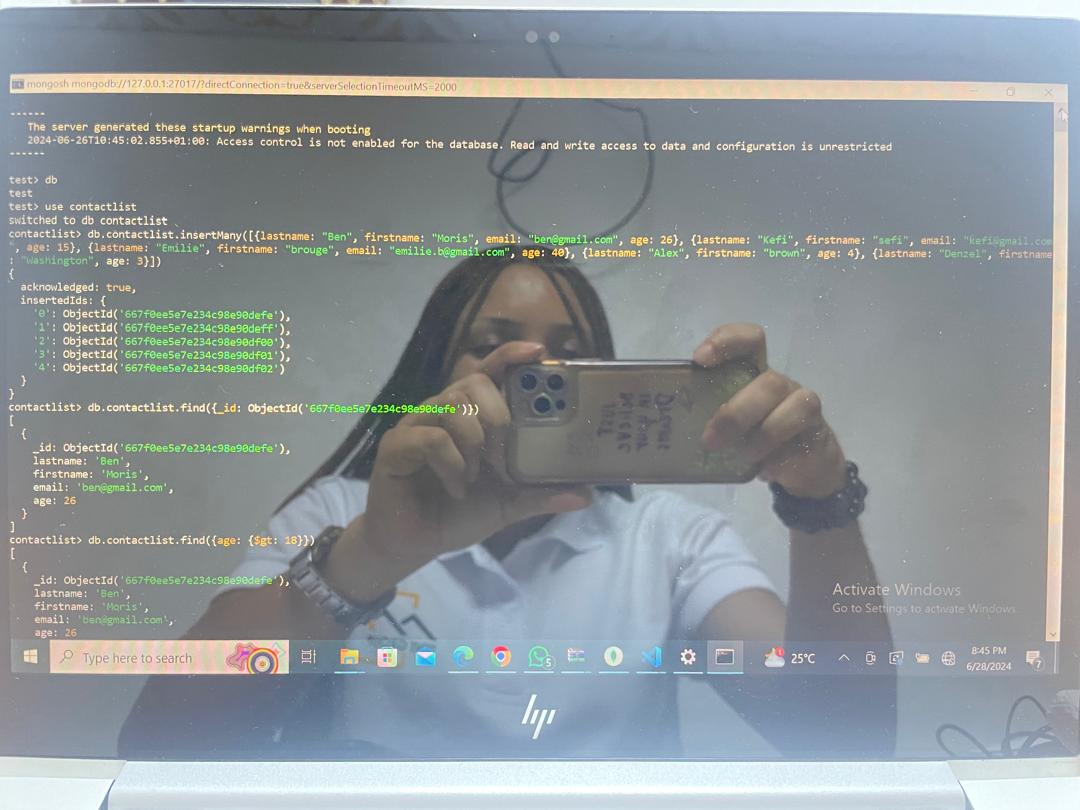 mongosh mongodb://127.0.0.1:27017/?directConnection=true&serverSelectionTimeoutMS=2000
------
The server generated these startup warnings when booting
2024-06-26T10:45:02.855+01:00: Access control is not enabled for the database. Read and write access to data and configuration is unrestricted
------
test> db
test
test> use contactlist
switched to db contactlist
contactlist> db.contactlist.insertMany([{lastname: "Ben", firstname: "Moris", email: "ben@gmail.com", age: 26}, {lastname: "Kefi", firstname: "sefi", email: "kefi@gmail.com
", age: 15}, {lastname: "Emilie", firstname: "brouge", email: "emilie.b@gmail.com", age: 40}, {lastname: "Alex", firstname: "brown", age: 4}, {lastname: "Denzel", firstname
: "Washington", age: 3}])
{
acknowledged: true,
insertedIds: {
'0': ObjectId('667f0ee5e7e234c98e90defe'),
'1': ObjectId('667f0ee5e7e234c98e90deff'),
'2': ObjectId('667f0ee5e7e234c98e90df00'),
'3': ObjectId('667f0ee5e7e234c98e90df01'),
'4': ObjectId('667f0ee5e7e234c98e90df02')
}
}
contactlist> db.contactlist.find({_id: ObjectId('667f0ee5e7e234c98e90defe')})
[
{
_id: ObjectId('667f0ee5e7e234c98e90defe'),
lastname: 'Ben',
firstname: 'Moris',
email: 'ben@gmail.com',
age: 26
}
]
contactlist> db.contactlist.find({age: {$gt: 18}})
[
{
_id: ObjectId('667f0ee5e7e234c98e90defe'),
lastname: 'Ben',
firstname: 'Moris',
email: 'ben@gmail.com',
age: 26
Activate Windows
Go to Settings to activate Windows.
Type here to search
5
25°C
8:45 PM
6/28/2024
7
hp